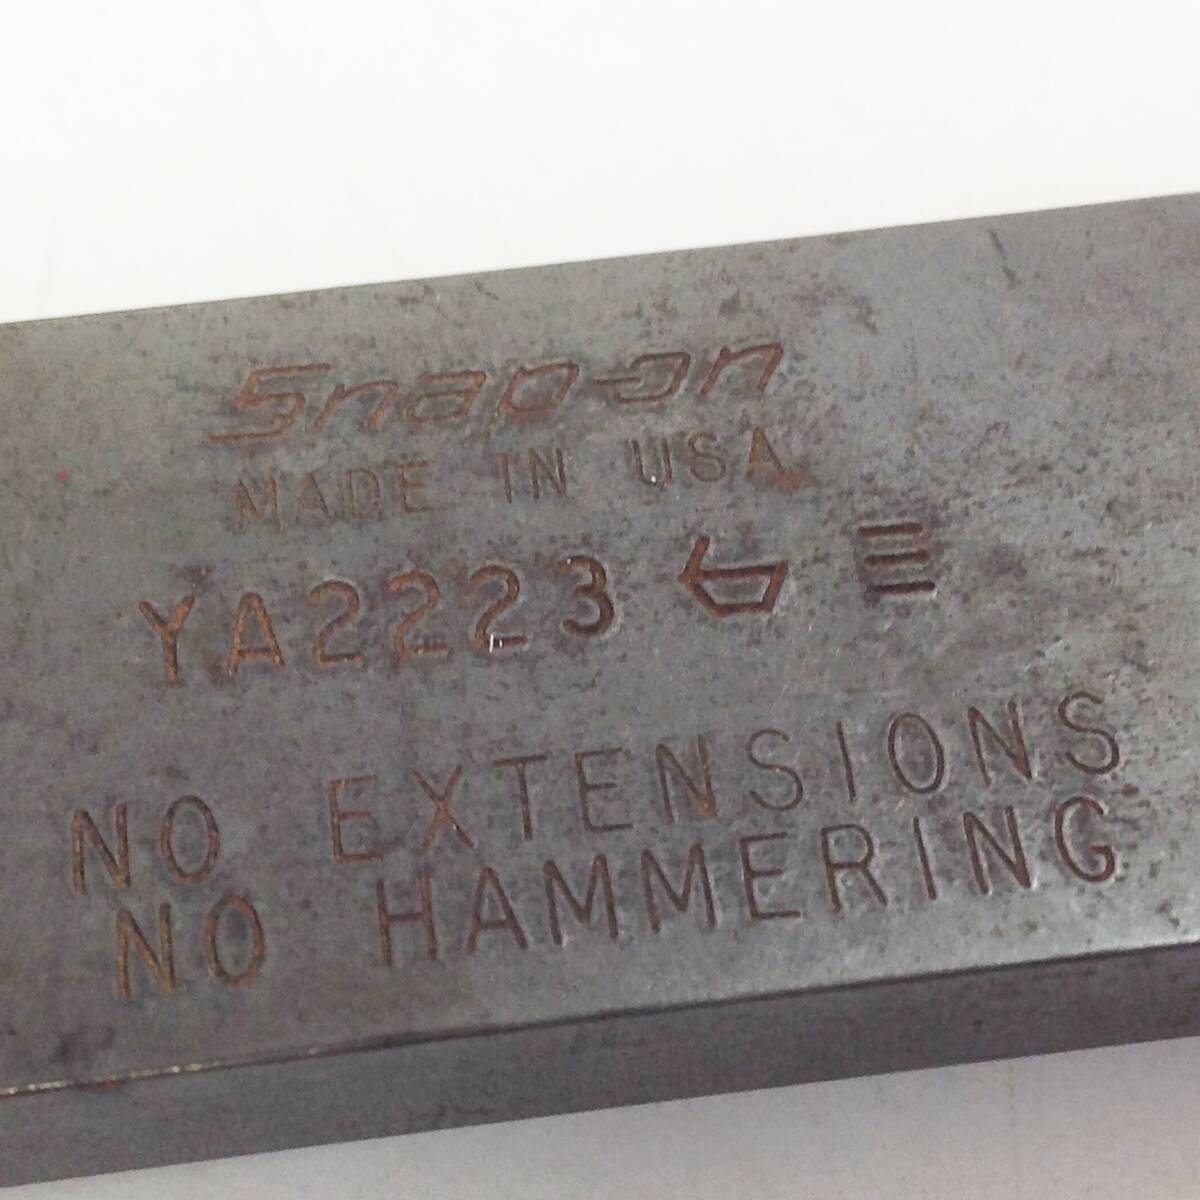 Snap-on
MADE IN USA
YA2223
NO EXTENSIONS
NO HAMMERING